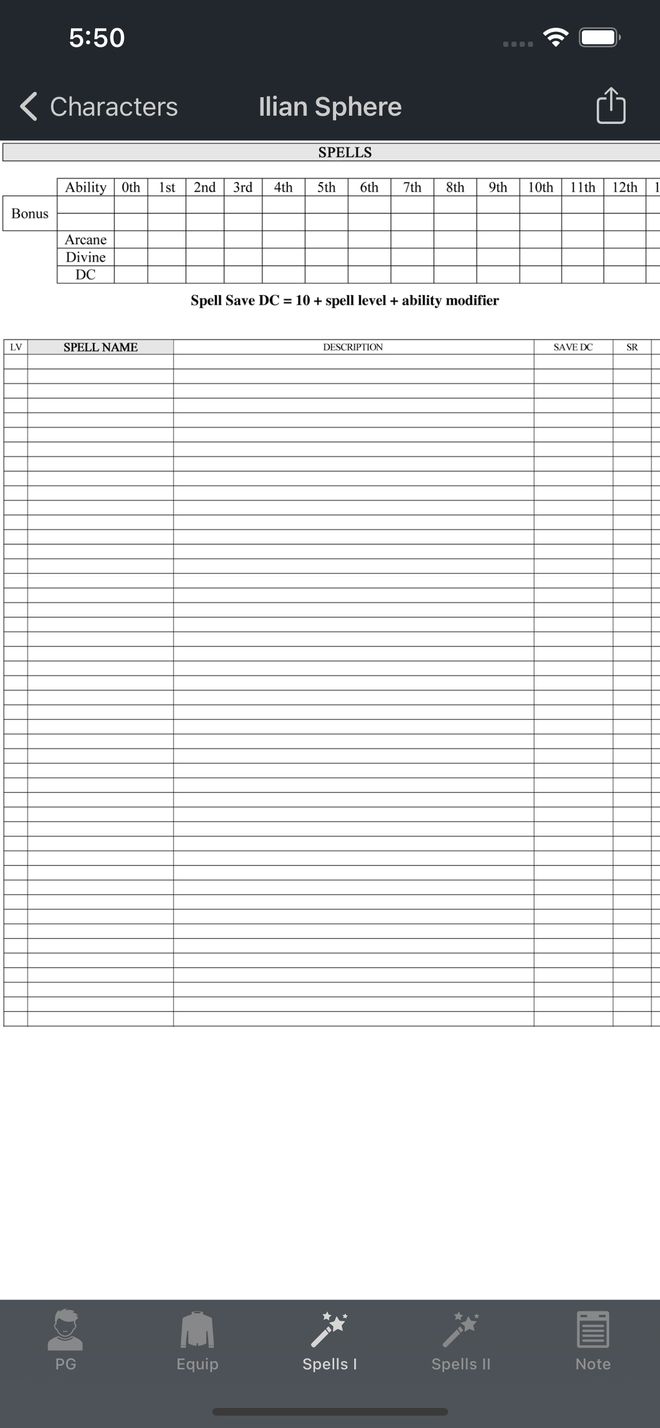 5:50
Characters
Ilian Sphere
SPELLS
Ability 0th 1st 2nd 3rd 4th 5th 6th 7th 8th 9th 10th 11th 12th 1
Bonus
Arcane
Divine
DC
Spell Save DC = 10 + spell level + ability modifier
LV SPELL NAME DESCRIPTION SAVE DC SR
PG Equip Spells I Spells II Note